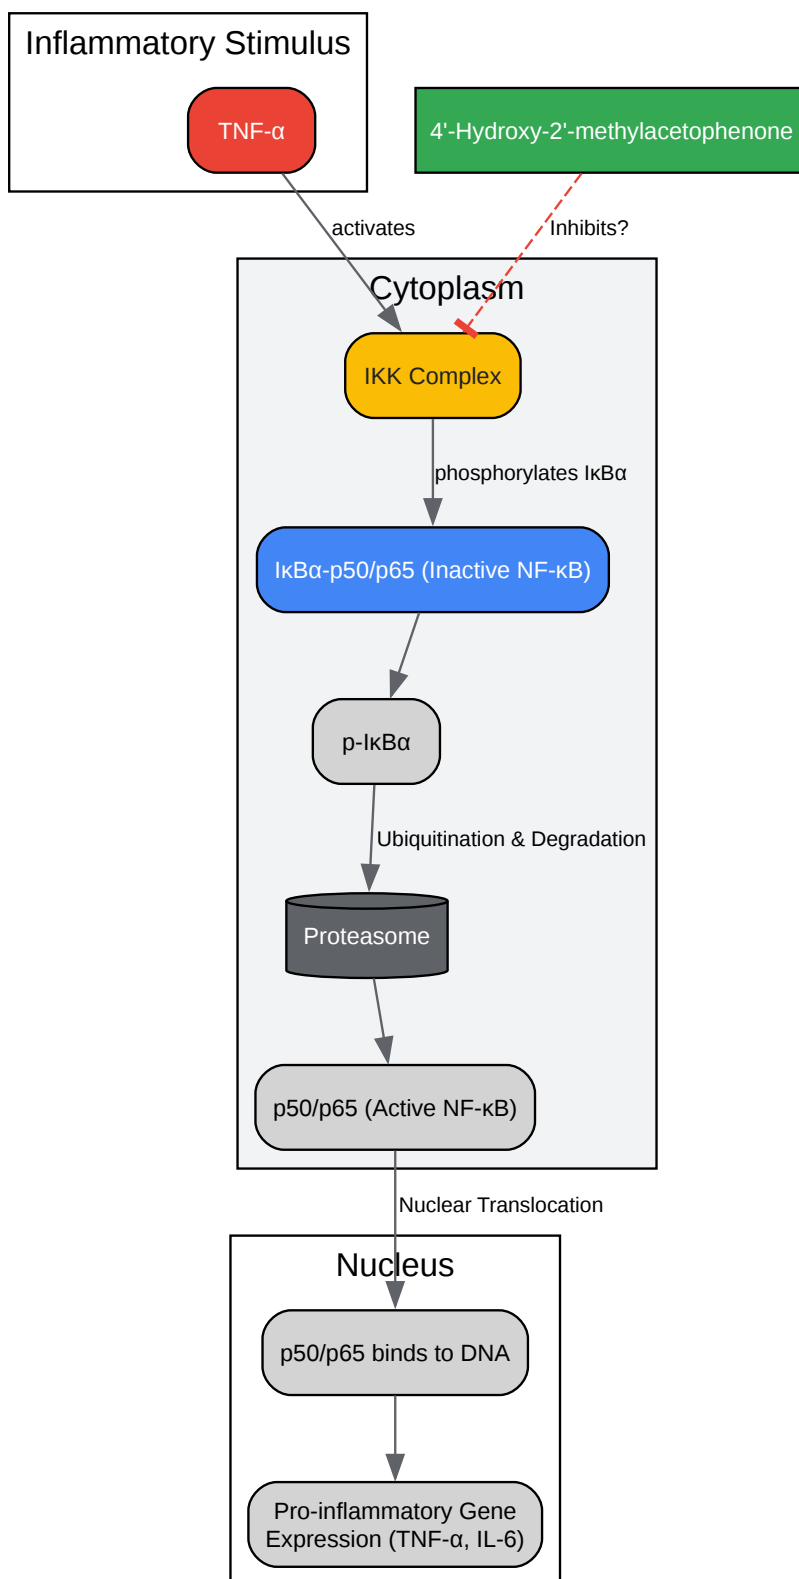 Inflammatory Stimulus
TNF-α
4'-Hydroxy-2'-methylacetophenone
activates
Inhibits?
Cytoplasm
IKK Complex
phosphorylates IκBα
IκBα-p50/p65 (Inactive NF-κB)
p-IκBα
Ubiquitination & Degradation
Proteasome
p50/p65 (Active NF-κB)
Nuclear Translocation
Nucleus
p50/p65 binds to DNA
Pro-inflammatory Gene
Expression (TNF-α, IL-6)